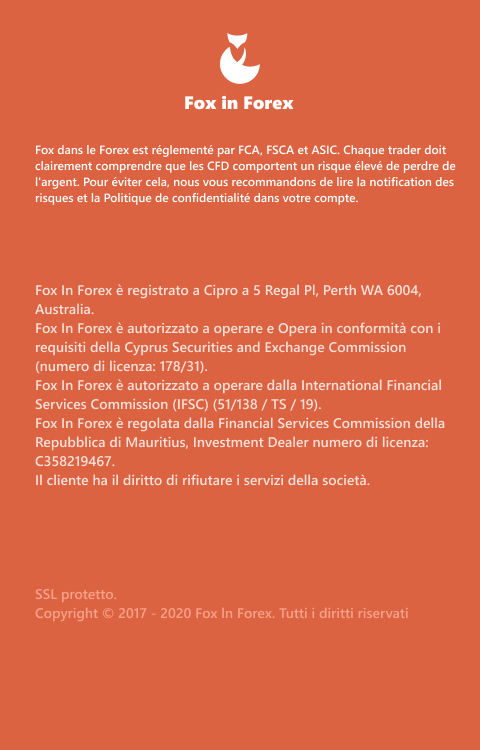 Fox in Forex
Fox dans le Forex est réglementé par FCA, FSCA et ASIC. Chaque trader doit
clairement comprendre que les CFD comportent un risque élevé de perdre de
l'argent. Pour éviter cela, nous vous recommandons de lire la notification des
risques et la Politique de confidentialité dans votre compte.
Fox In Forex è registrato a Cipro a 5 Regal Pl, Perth WA 6004,
Australia.
Fox In Forex è autorizzato a operare e Opera in conformità con i
requisiti della Cyprus Securities and Exchange Commission
(numero di licenza: 178/31).
Fox In Forex è autorizzato a operare dalla International Financial
Services Commission (IFSC) (51/138 / TS / 19).
Fox In Forex è regolata dalla Financial Services Commission della
Repubblica di Mauritius, Investment Dealer numero di licenza:
C358219467.
Il cliente ha il diritto di rifiutare i servizi della società.
SSL protetto.
Copyright © 2017 - 2020 Fox ln Forex. Tutti i diritti riservati